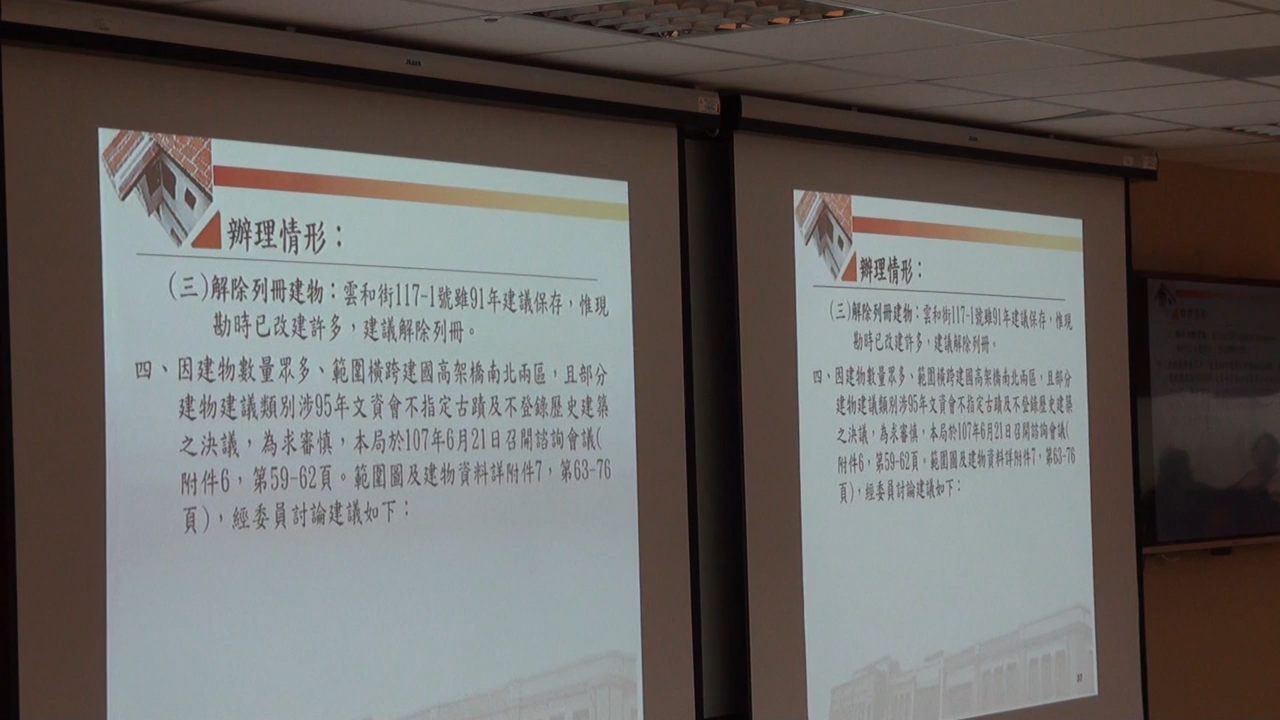 辦理情形：
(三)解除列冊建物：雲和街117-1號雖91年建議保存，惟現
勘時已改建許多，建議解除列冊。
四、因建物數量眾多、範圍橫跨建國高架橋南北兩區，且部分
建物建議類別涉95年文資會不指定古蹟及不登錄歷史建築
之決議，為求審慎，本局於107年6月21日召開諮詢會議(
附件6，第59-62頁。範圍圖及建物資料詳附件7，第63-76
頁)，經委員討論建議如下：
辦理情形：
(三)解除列冊建物：雲和街117-1號雖91年建議保存，惟現
勘時已改建許多，建議解除列冊。
四、因建物數量眾多、範圍橫跨建國高架橋南北兩區，且部分
建物建議類別涉95年文資會不指定古蹟及不登錄歷史建築
之決議，為求審慎，本局於107年6月21日召開諮詢會議(
附件6，第59-62頁。範圍圖及建物資料詳附件7，第63-76
頁)，經委員討論建議如下：
37